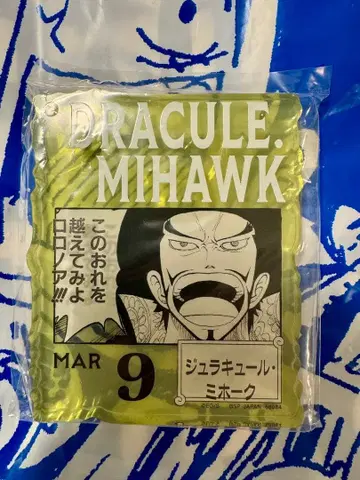 DRACULE.
MIHAWK
このおれを
越えてみよ
ロロノア!!!
MAR 9
ジュラキュール・
ミホーク